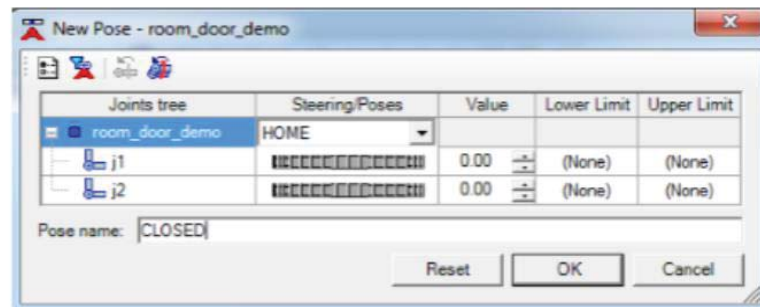 New Pose - room_door_demo
Joints tree Steering/Poses Value Lower Limit Upper Limit
room_door_demo HOME
j1 0.00 (None) (None)
j2 0.00 (None) (None)
Pose name: CLOSED
Reset OK Cancel